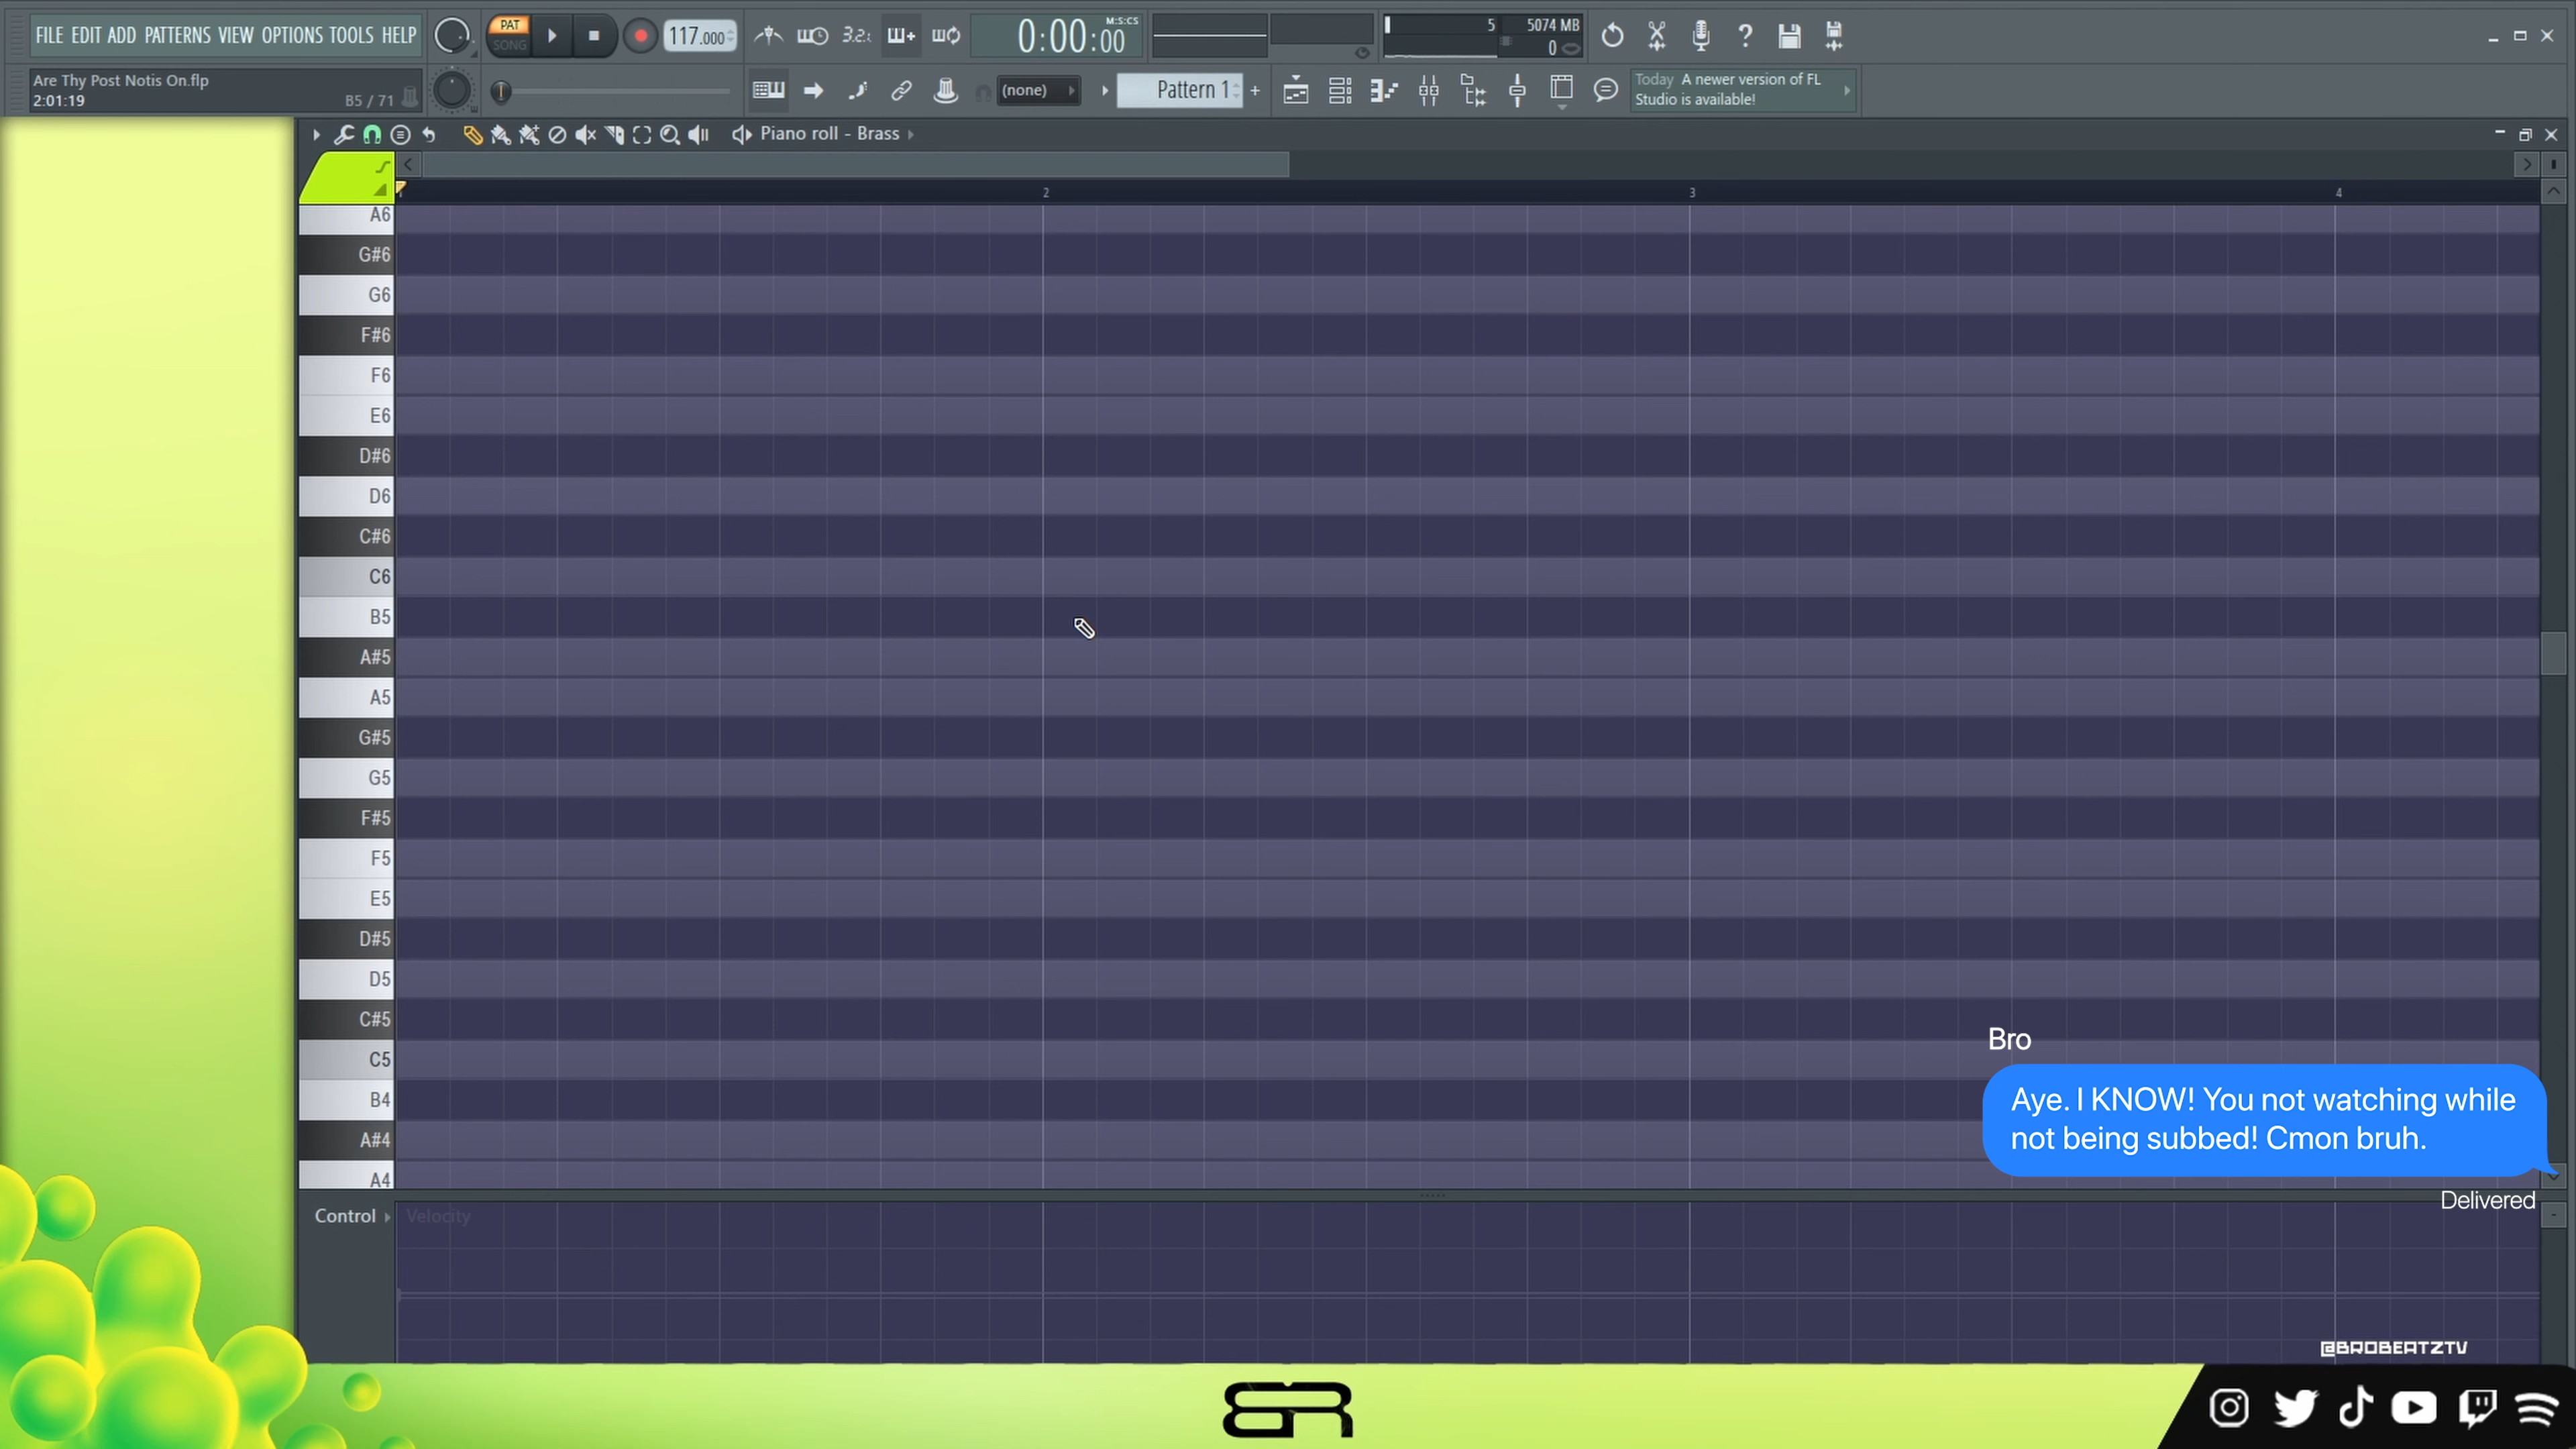 FILE EDIT ADD PATTERNS VIEW OPTIONS TOOLS HELP
PAT
SONG
117.000
3.2.:
0:00:00
M:S:CS
5
5074 MB
0
Are Thy Post Notis On.flp
2:01:19
B5 / 71
(none)
Pattern 1
+
Today A newer version of FL
Studio is available!
Piano roll - Brass
2
3
4
A6
G#6
G6
F#6
F6
E6
D#6
D6
C#6
C6
B5
A#5
A5
G#5
G5
F#5
F5
E5
D#5
D5
C#5
C5
B4
A#4
A4
Bro
Aye. I KNOW! You not watching while
not being subbed! Cmon bruh.
Delivered
Control
Velocity
@BROBEATZTV
BR